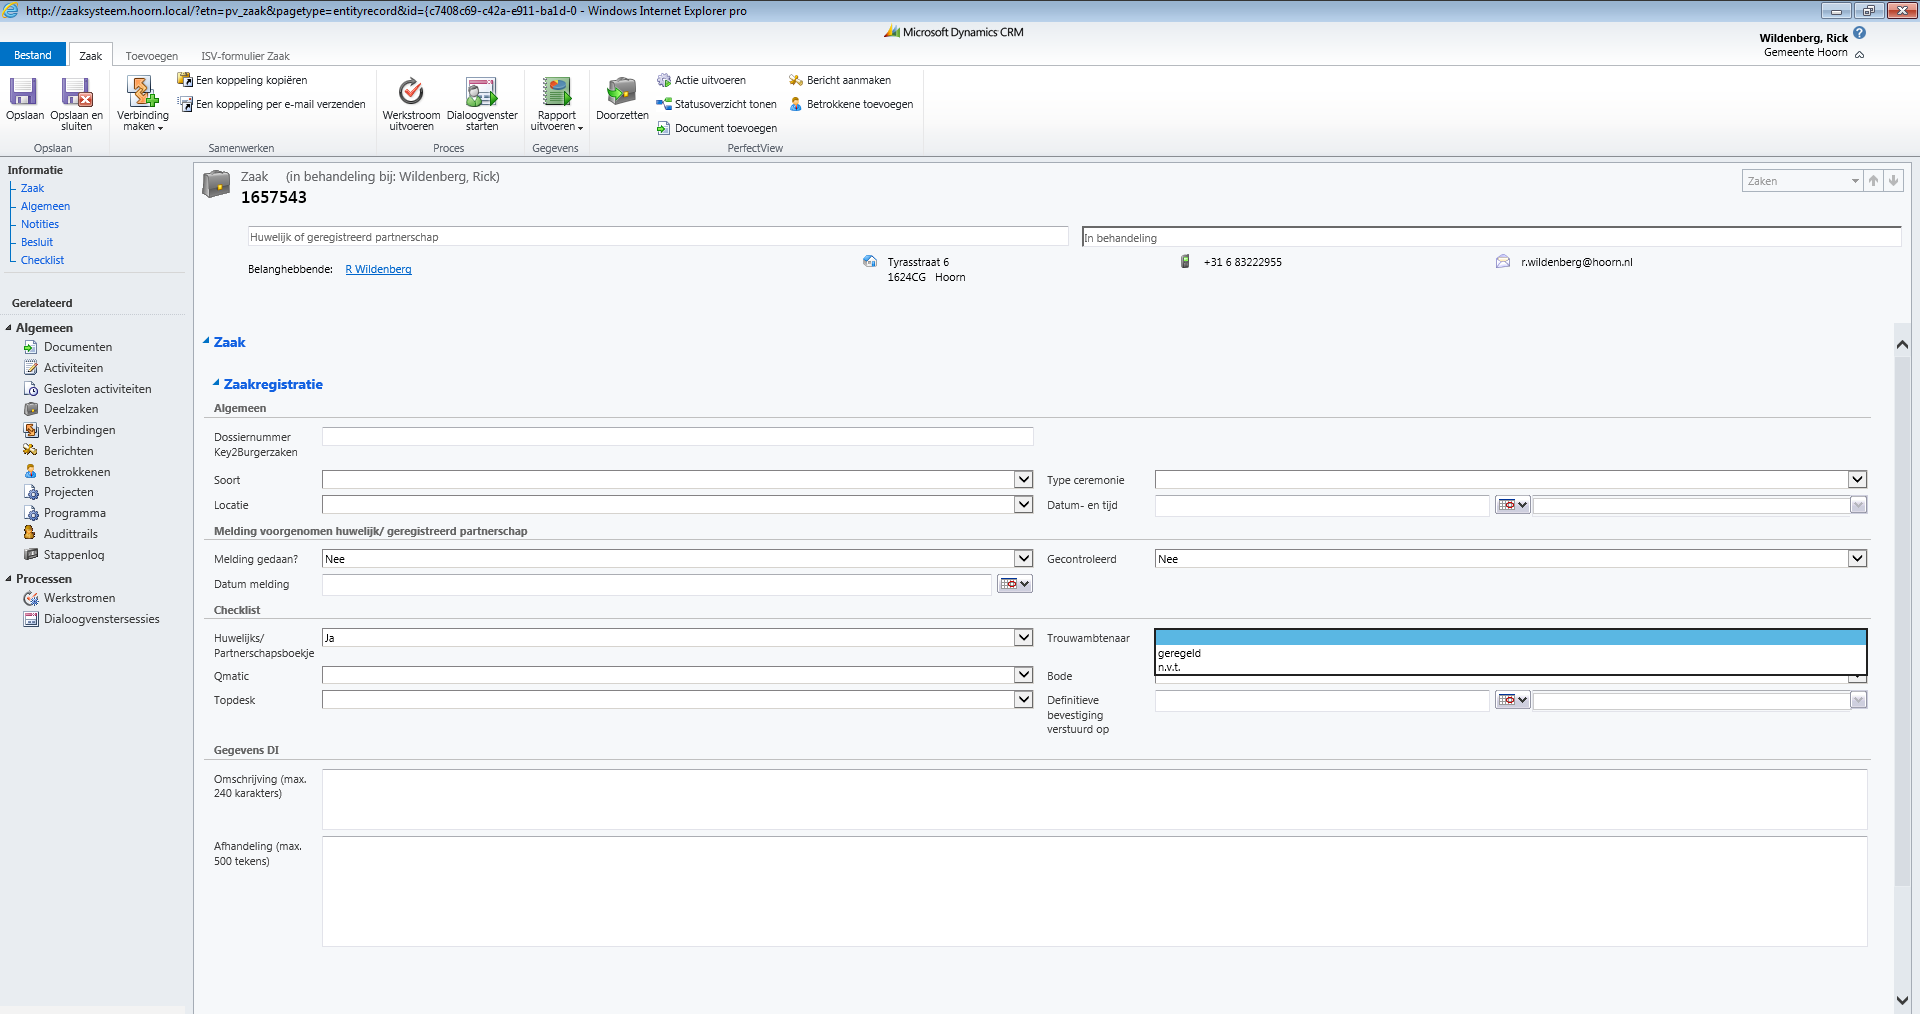 http://zaaksysteem.hoorn.local/?etn=pv_zaak&pagetype=entityrecord&id={c7408c69-c42a-e911-ba1d-0 - Windows Internet Explorer pro
Microsoft Dynamics CRM
Wildenberg, Rick
Gemeente Hoorn
Bestand
Zaak
Toevoegen
ISV-formulier Zaak
Opslaan
Opslaan en sluiten
Opslaan
Verbinding maken
Een koppeling kopiëren
Een koppeling per e-mail verzenden
Samenwerken
Werkstroom uitvoeren
Dialoogvenster starten
Proces
Rapport uitvoeren
Gegevens
Doorzetten
Actie uitvoeren
Statusoverzicht tonen
Document toevoegen
Bericht aanmaken
Betrokkene toevoegen
PerfectView
Informatie
Zaak
Algemeen
Notities
Besluit
Checklist
Gerelateerd
Algemeen
Documenten
Activiteiten
Gesloten activiteiten
Deelzaken
Verbindingen
Berichten
Betrokkenen
Projecten
Programma
Audittrails
Stappenlog
Processen
Werkstromen
Dialoogvenstersessies
Zaak (in behandeling bij: Wildenberg, Rick)
1657543
Zaken
Huwelijk of geregistreerd partnerschap
In behandeling
Belanghebbende: R Wildenberg
Tyrasstraat 6
1624CG Hoorn
+31 6 83222955
r.wildenberg@hoorn.nl
Zaak
Zaakregistratie
Algemeen
Dossiernummer
Key2Burgerzaken
Soort
Type ceremonie
Locatie
Datum- en tijd
Melding voorgenomen huwelijk/ geregistreerd partnerschap
Melding gedaan? Nee
Gecontroleerd Nee
Datum melding
Checklist
Huwelijks/
Partnerschapsboekje
Ja
Trouwambtenaar
geregeld
n.v.t.
Qmatic
Bode
Topdesk
Definitieve
bevestiging
verstuurd op
Gegevens DI
Omschrijving (max.
240 karakters)
Afhandeling (max.
500 tekens)